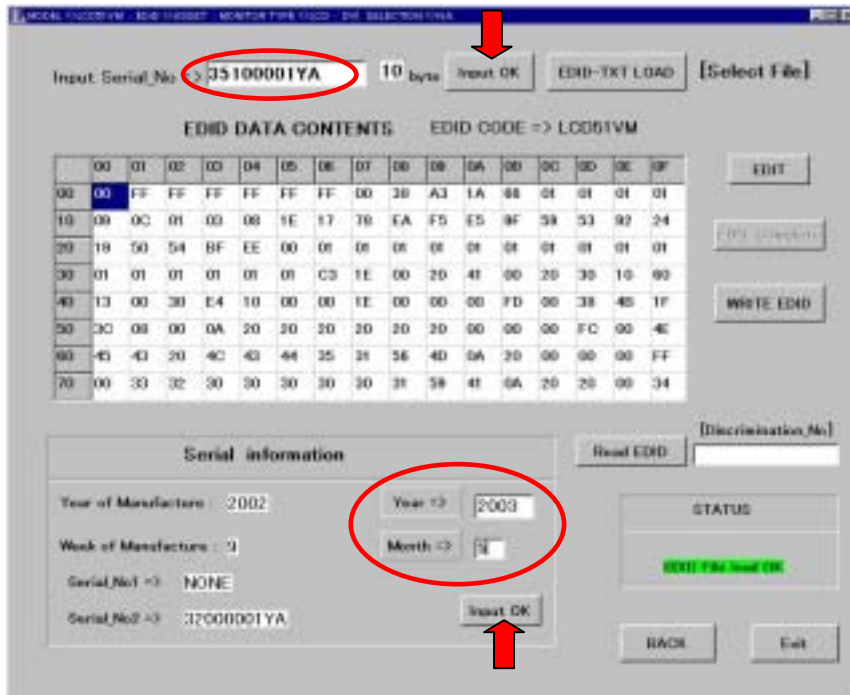 Input Serial_No => 35100001YA 10 byte Input OK EDID-TXT LOAD [Select File]
EDID DATA CONTENTS EDID CODE => LCD51VM
00 01 02 03 04 05 06 07 08 09 0A 0B 0C 0D 0E 0F
EDIT
00 00 FF FF FF FF FF FF 00 38 A3 1A 01 01 01 01
10 09 0C 01 03 08 1E 17 78 EA F5 E5 9F 59 53 92 24
20 19 50 54 BF EE 00 01 01 01 01 01 01 01 01 01 01
30 01 01 01 01 01 01 C3 1E 00 20 41 00 20 30 10 60
40 13 00 30 E4 10 00 00 1E 00 00 00 FD 00 38 4B 1F
WRITE EDID
50 3C 08 00 0A 20 20 20 20 20 20 00 00 00 FC 00 4E
60 45 43 20 4C 43 44 35 31 56 4D 0A 20 00 00 00 FF
70 00 33 32 30 30 30 30 30 31 59 41 0A 20 20 00 34
[Discrimination_No]
Serial information
Read EDID
Year of Manufacture : 2002 Year => 2003
STATUS
Week of Manufacture : 9 Month =>
EDID File load OK
Serial_No1 => NONE
Serial_No2 => 32000001YA
Input OK
BACK Exit